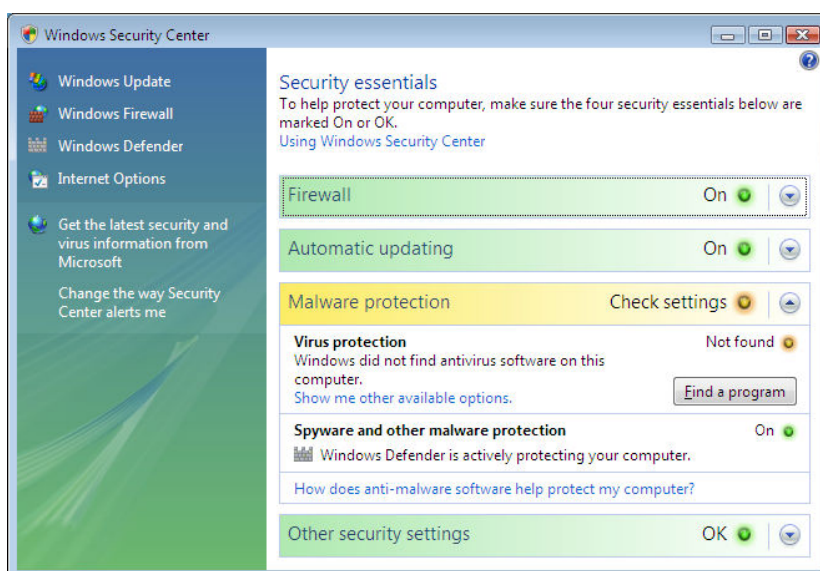 Windows Security Center
Windows Update
Windows Firewall
Windows Defender
Internet Options
Get the latest security and
virus information from
Microsoft
Change the way Security
Center alerts me
Security essentials
To help protect your computer, make sure the four security essentials below are
marked On or OK.
Using Windows Security Center
Firewall On
Automatic updating On
Malware protection Check settings
Virus protection Not found
Windows did not find antivirus software on this
computer.
Show me other available options.
Find a program
Spyware and other malware protection On
Windows Defender is actively protecting your computer.
How does anti-malware software help protect my computer?
Other security settings OK